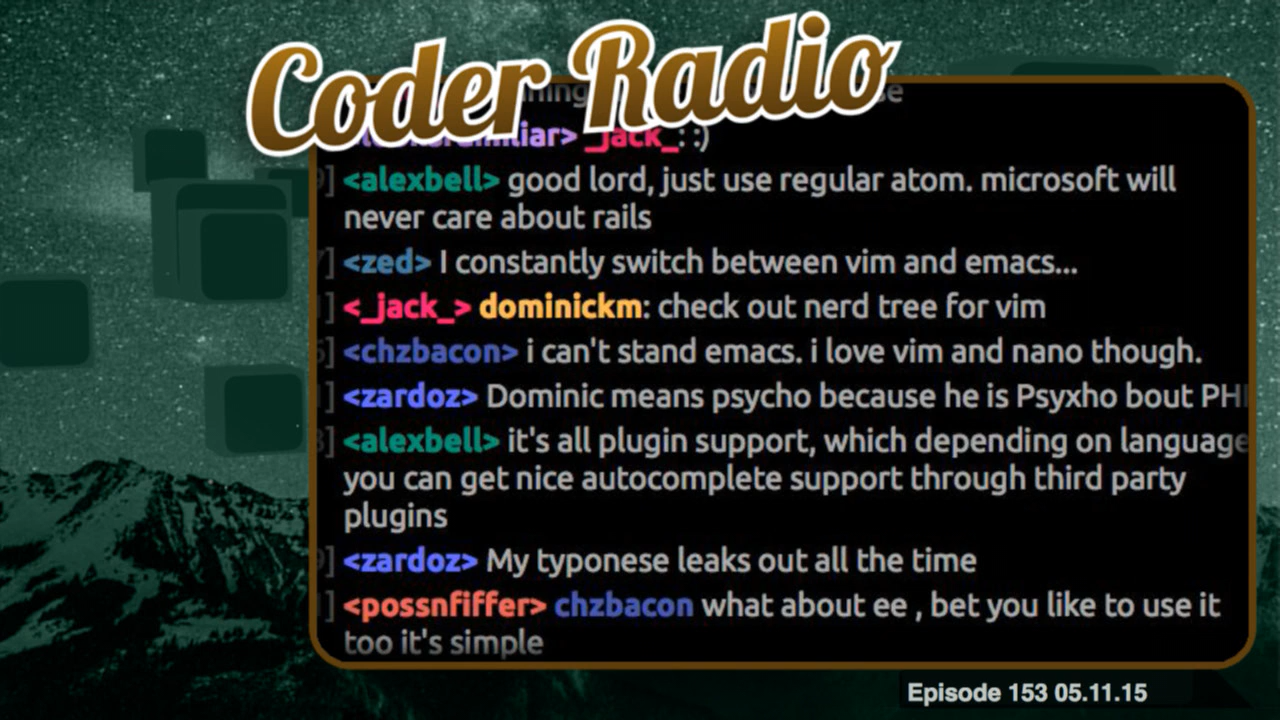 Coder Radio
_jack_: :)
<alexbell> good lord, just use regular atom. microsoft will
never care about rails
<zed> I constantly switch between vim and emacs...
<_jack_> dominickm: check out nerd tree for vim
<chzbacon> i can't stand emacs. i love vim and nano though.
<zardoz> Dominic means psycho because he is Psyxho bout
<alexbell> it's all plugin support, which depending on language
you can get nice autocomplete support through third party
plugins
<zardoz> My typonese leaks out all the time
<possnfiffer> chzbacon what about ee , bet you like to use it
too it's simple
Episode 153 05.11.15